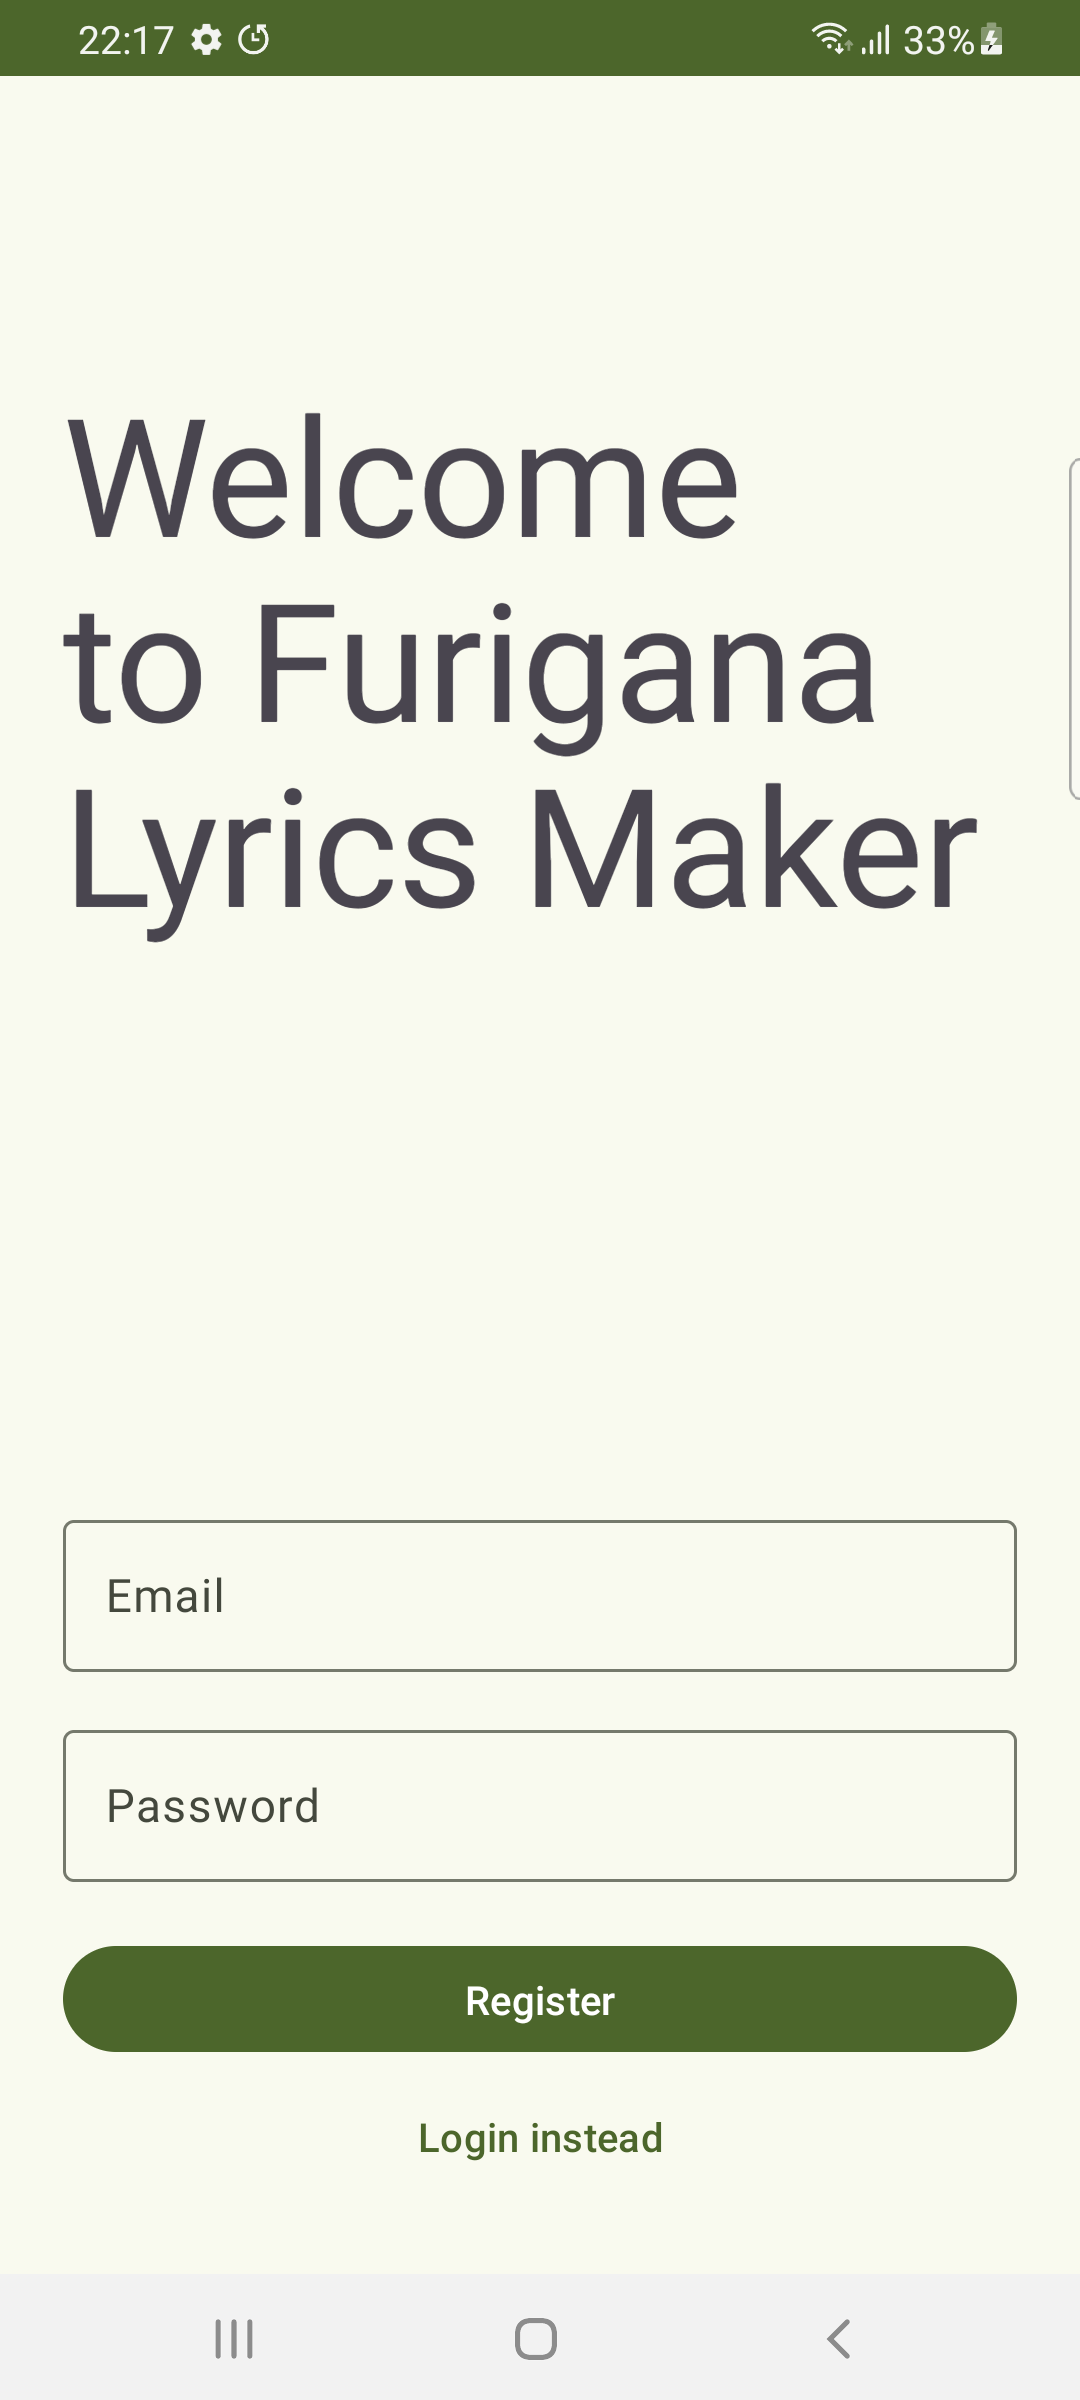 22:17
33%
Welcome
to Furigana
Lyrics Maker
Email
Password
Register
Login instead